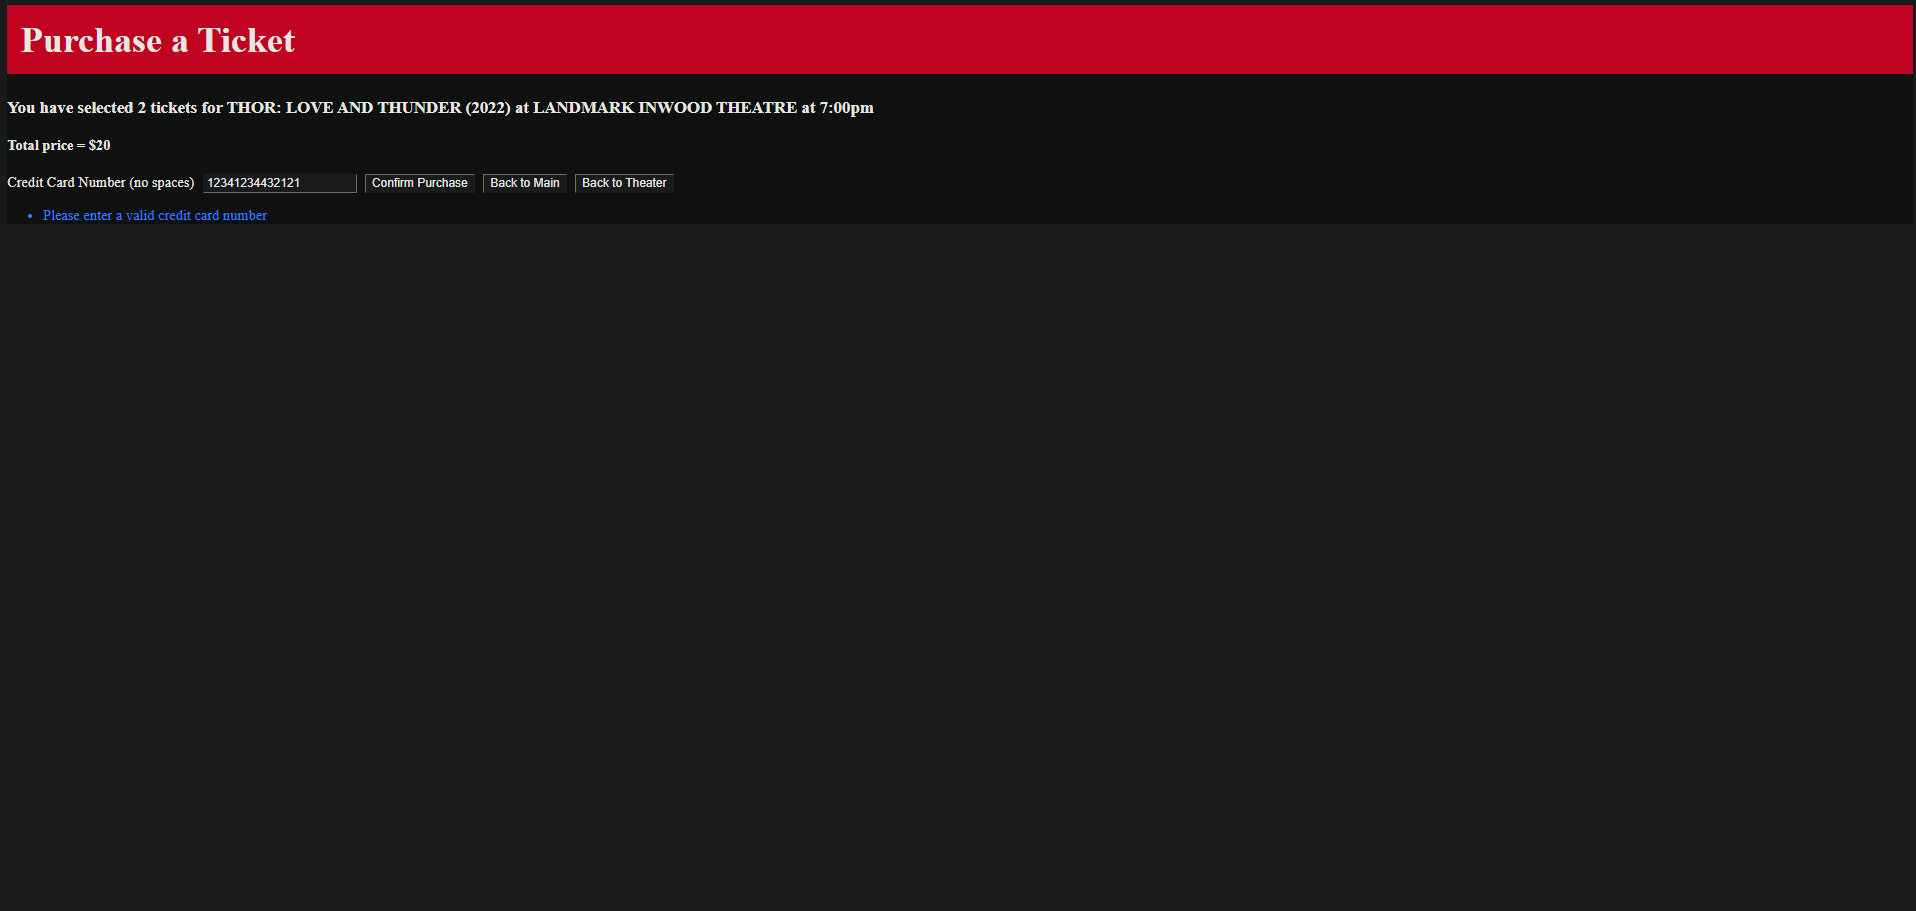 Purchase a Ticket
You have selected 2 tickets for THOR: LOVE AND THUNDER (2022) at LANDMARK INWOOD THEATRE at 7:00pm
Total price = $20
Credit Card Number (no spaces) 12341234432121 Confirm Purchase Back to Main Back to Theater
Please enter a valid credit card number